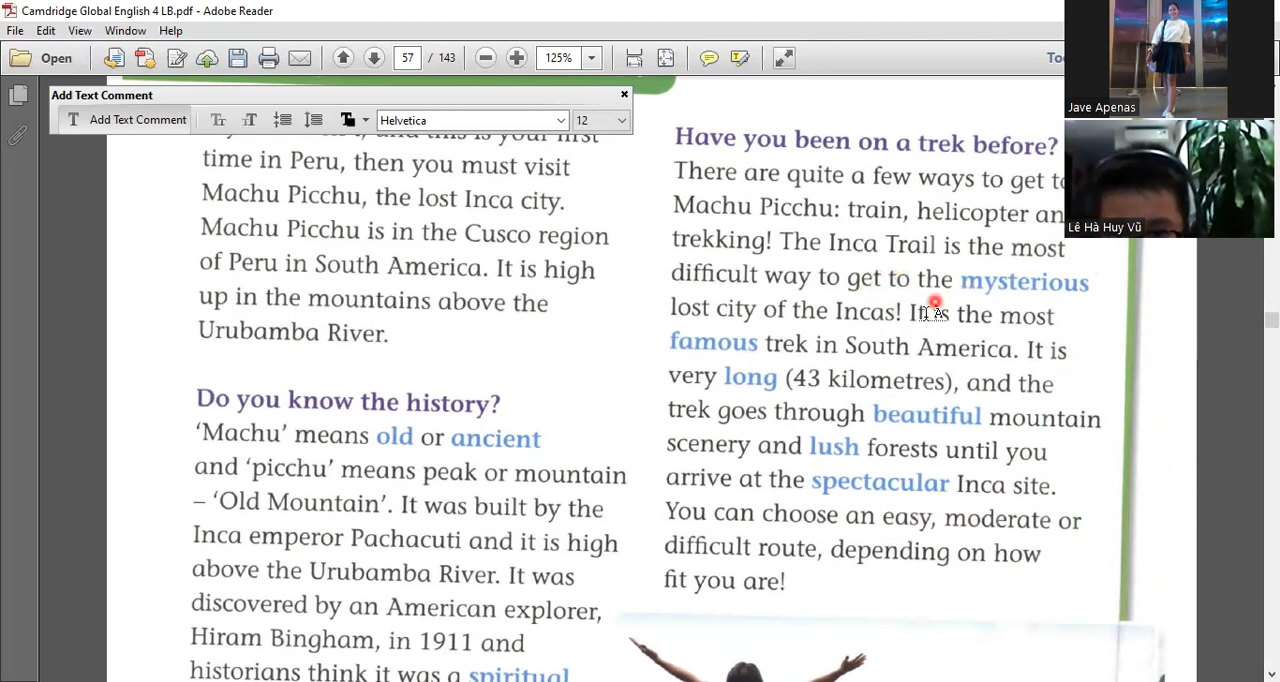 Camdridge Global English 4 LB.pdf - Adobe Reader
File Edit View Window Help
Open 57 / 143 125%
Add Text Comment
Add Text Comment Helvetica 12
time in Peru, then you must visit
Machu Picchu, the lost Inca city.
Machu Picchu is in the Cusco region
of Peru in South America. It is high
up in the mountains above the
Urubamba River.
Do you know the history?
‘Machu’ means old or ancient
and ‘picchu’ means peak or mountain
– ‘Old Mountain’. It was built by the
Inca emperor Pachacuti and it is high
above the Urubamba River. It was
discovered by an American explorer,
Hiram Bingham, in 1911 and
historians think it was a spiritual
Have you been on a trek before?
There are quite a few ways to get
Machu Picchu: train, helicopter
trekking! The Inca Trail is the most
difficult way to get to the mysterious
lost city of the Incas! It is the most
famous trek in South America. It is
very long (43 kilometres), and the
trek goes through beautiful mountain
scenery and lush forests until you
arrive at the spectacular Inca site.
You can choose an easy, moderate or
difficult route, depending on how
fit you are!
Jave Apenas
Lê Hà Huy Vũ